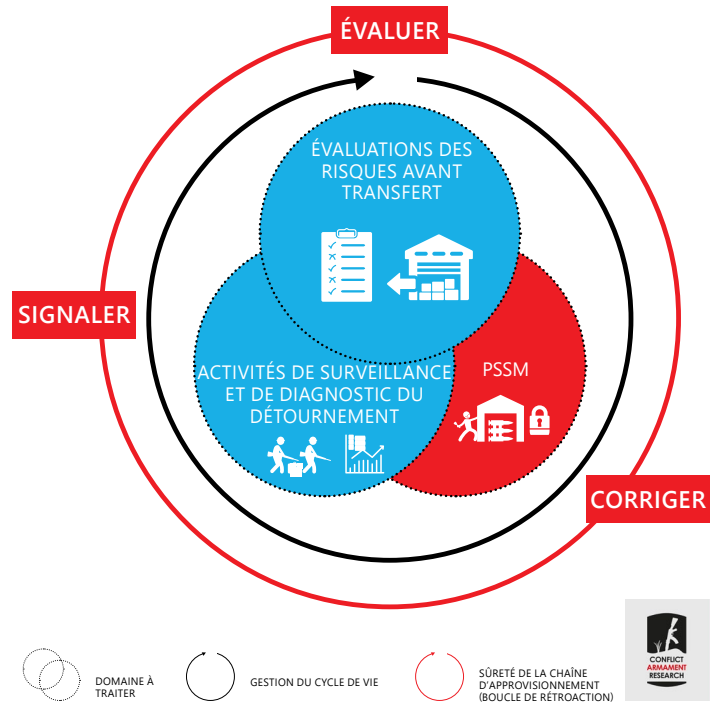 ÉVALUER
ÉVALUATIONS DES
RISQUES AVANT
TRANSFERT
SIGNALER
ACTIVITÉS DE SURVEILLANCE
ET DE DIAGNOSTIC DU
DÉTOURNEMENT
PSSM
CORRIGER
DOMAINE À
TRAITER
GESTION DU CYCLE DE VIE
SÛRETÉ DE LA CHAÎNE
D'APPROVISIONNEMENT
(BOUCLE DE RÉTROACTION)
CONFLICT
ARMAMENT
RESEARCH